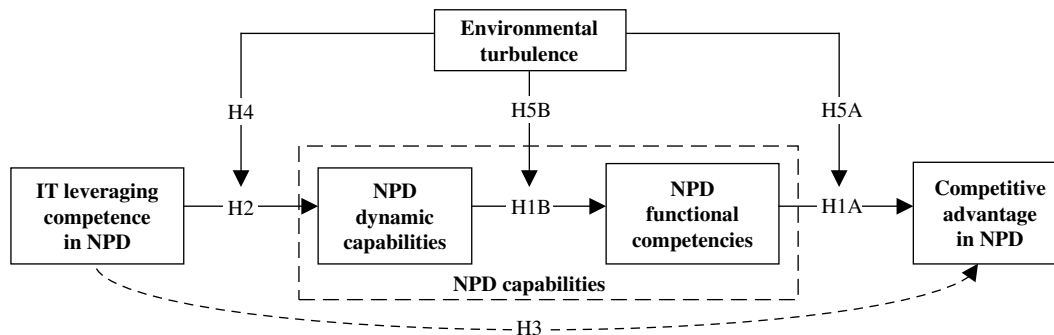 Environmental
turbulence
H4
H5B
H5A
IT leveraging
competence
in NPD
H2
NPD
dynamic
capabilities
H1B
NPD
functional
competencies
H1A
Competitive
advantage
in NPD
NPD capabilities
H3